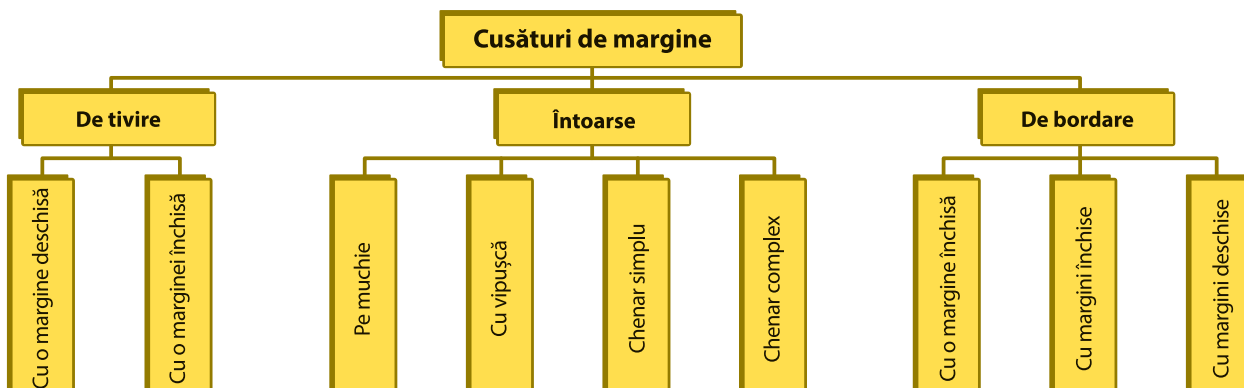 Cusături de margine
De tivire
Întoarse
De bordare
Cu o margine deschisă
Cu o marginei închisă
Pe muchie
Cu vipușcă
Chenar simplu
Chenar complex
Cu o margine închisă
Cu margini închise
Cu margini deschise